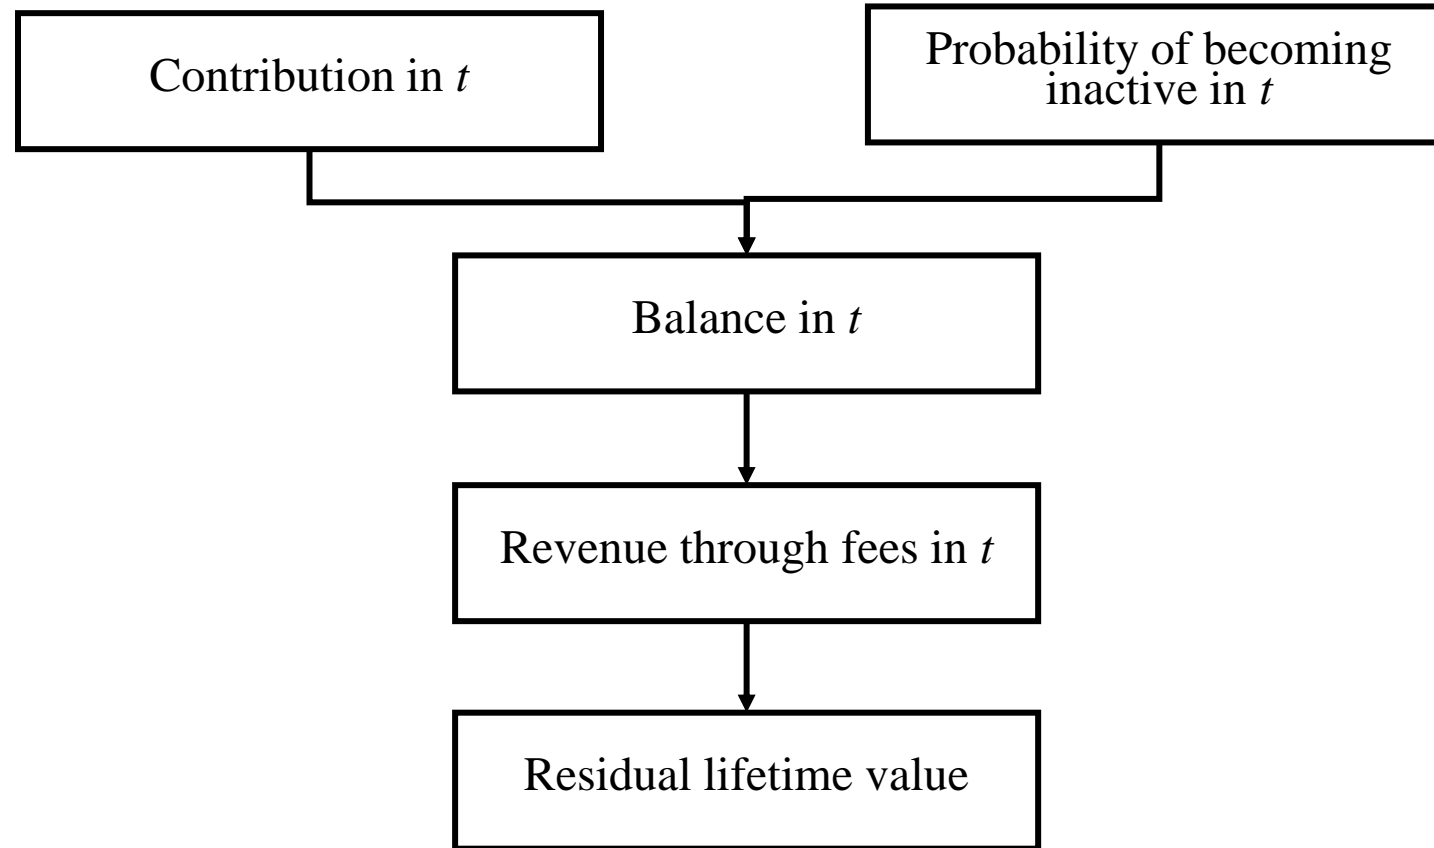 Contribution in t
Probability of becoming
inactive in t
Balance in t
Revenue through fees in t
Residual lifetime value